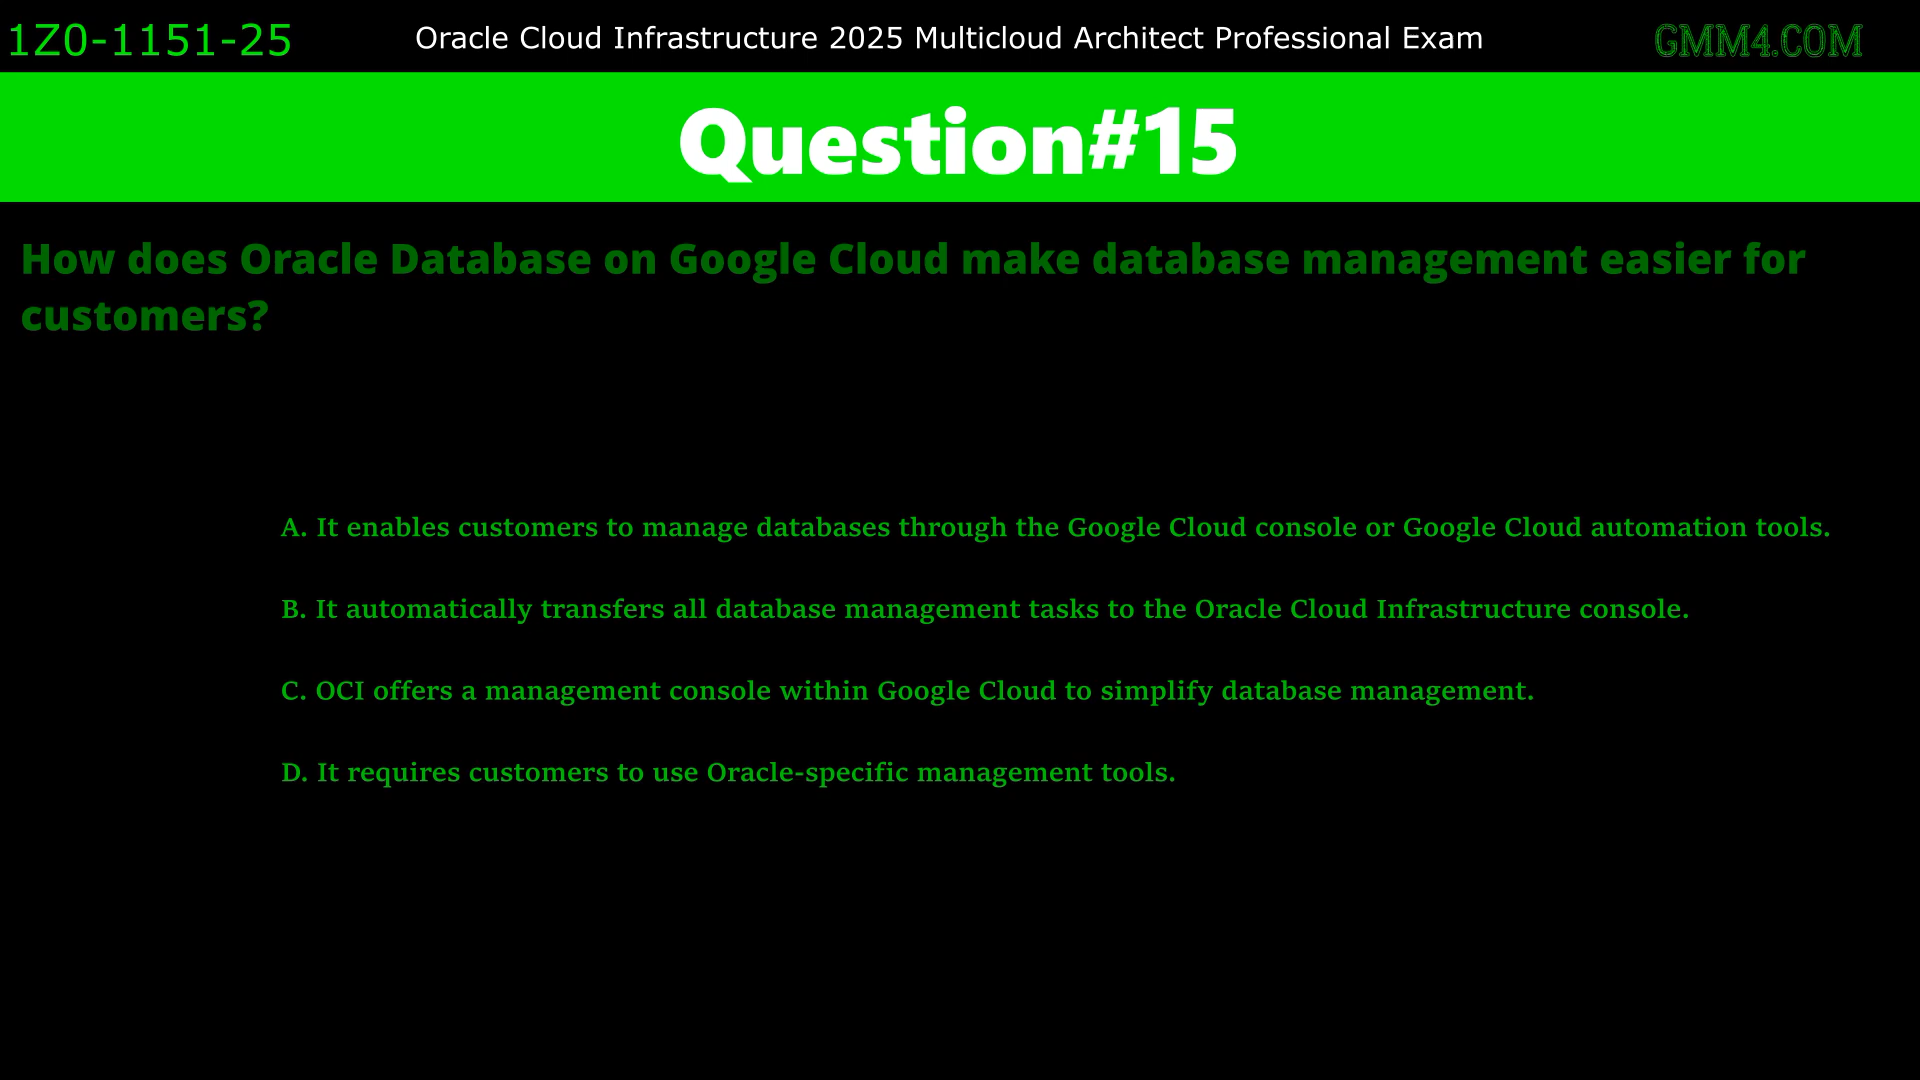 1Z0-1151-25
Oracle Cloud Infrastructure 2025 Multicloud Architect Professional Exam
GMM4.COM
Question#15
How does Oracle Database on Google Cloud make database management easier for
customers?
A. It enables customers to manage databases through the Google Cloud console or Google Cloud automation tools.
B. It automatically transfers all database management tasks to the Oracle Cloud Infrastructure console.
C. OCI offers a management console within Google Cloud to simplify database management.
D. It requires customers to use Oracle-specific management tools.